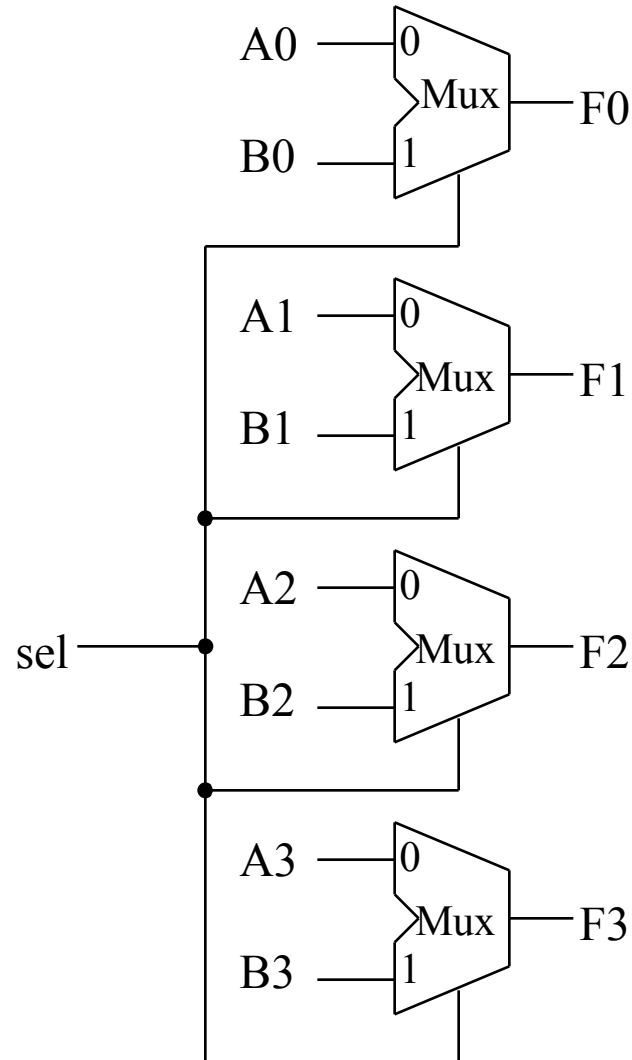 A0 0
Mux F0
B0 1
A1 0
Mux F1
B1 1
A2 0
sel Mux F2
B2 1
A3 0
Mux F3
B3 1